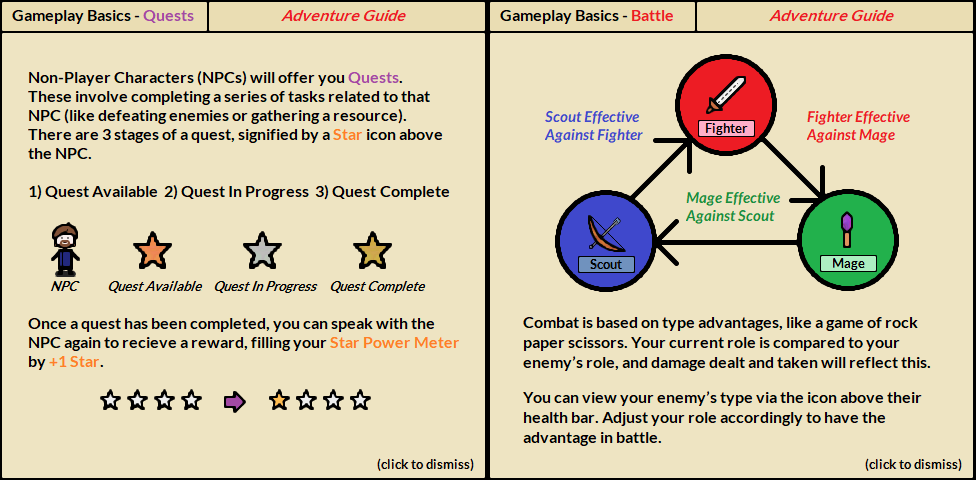 Gameplay Basics - Quests
Adventure Guide
Non-Player Characters (NPCs) will offer you Quests.
These involve completing a series of tasks related to that
NPC (like defeating enemies or gathering a resource).
There are 3 stages of a quest, signified by a Star icon above
the NPC.
1) Quest Available 2) Quest In Progress 3) Quest Complete
NPC
Quest Available
Quest In Progress
Quest Complete
Once a quest has been completed, you can speak with the
NPC again to recieve a reward, filling your Star Power Meter
by +1 Star.
(click to dismiss)
Gameplay Basics - Battle
Adventure Guide
Fighter
Scout Effective
Against Fighter
Fighter Effective
Against Mage
Mage Effective
Against Scout
Scout
Mage
Combat is based on type advantages, like a game of rock
paper scissors. Your current role is compared to your
enemy's role, and damage dealt and taken will reflect this.
You can view your enemy's type via the icon above their
health bar. Adjust your role accordingly to have the
advantage in battle.
(click to dismiss)